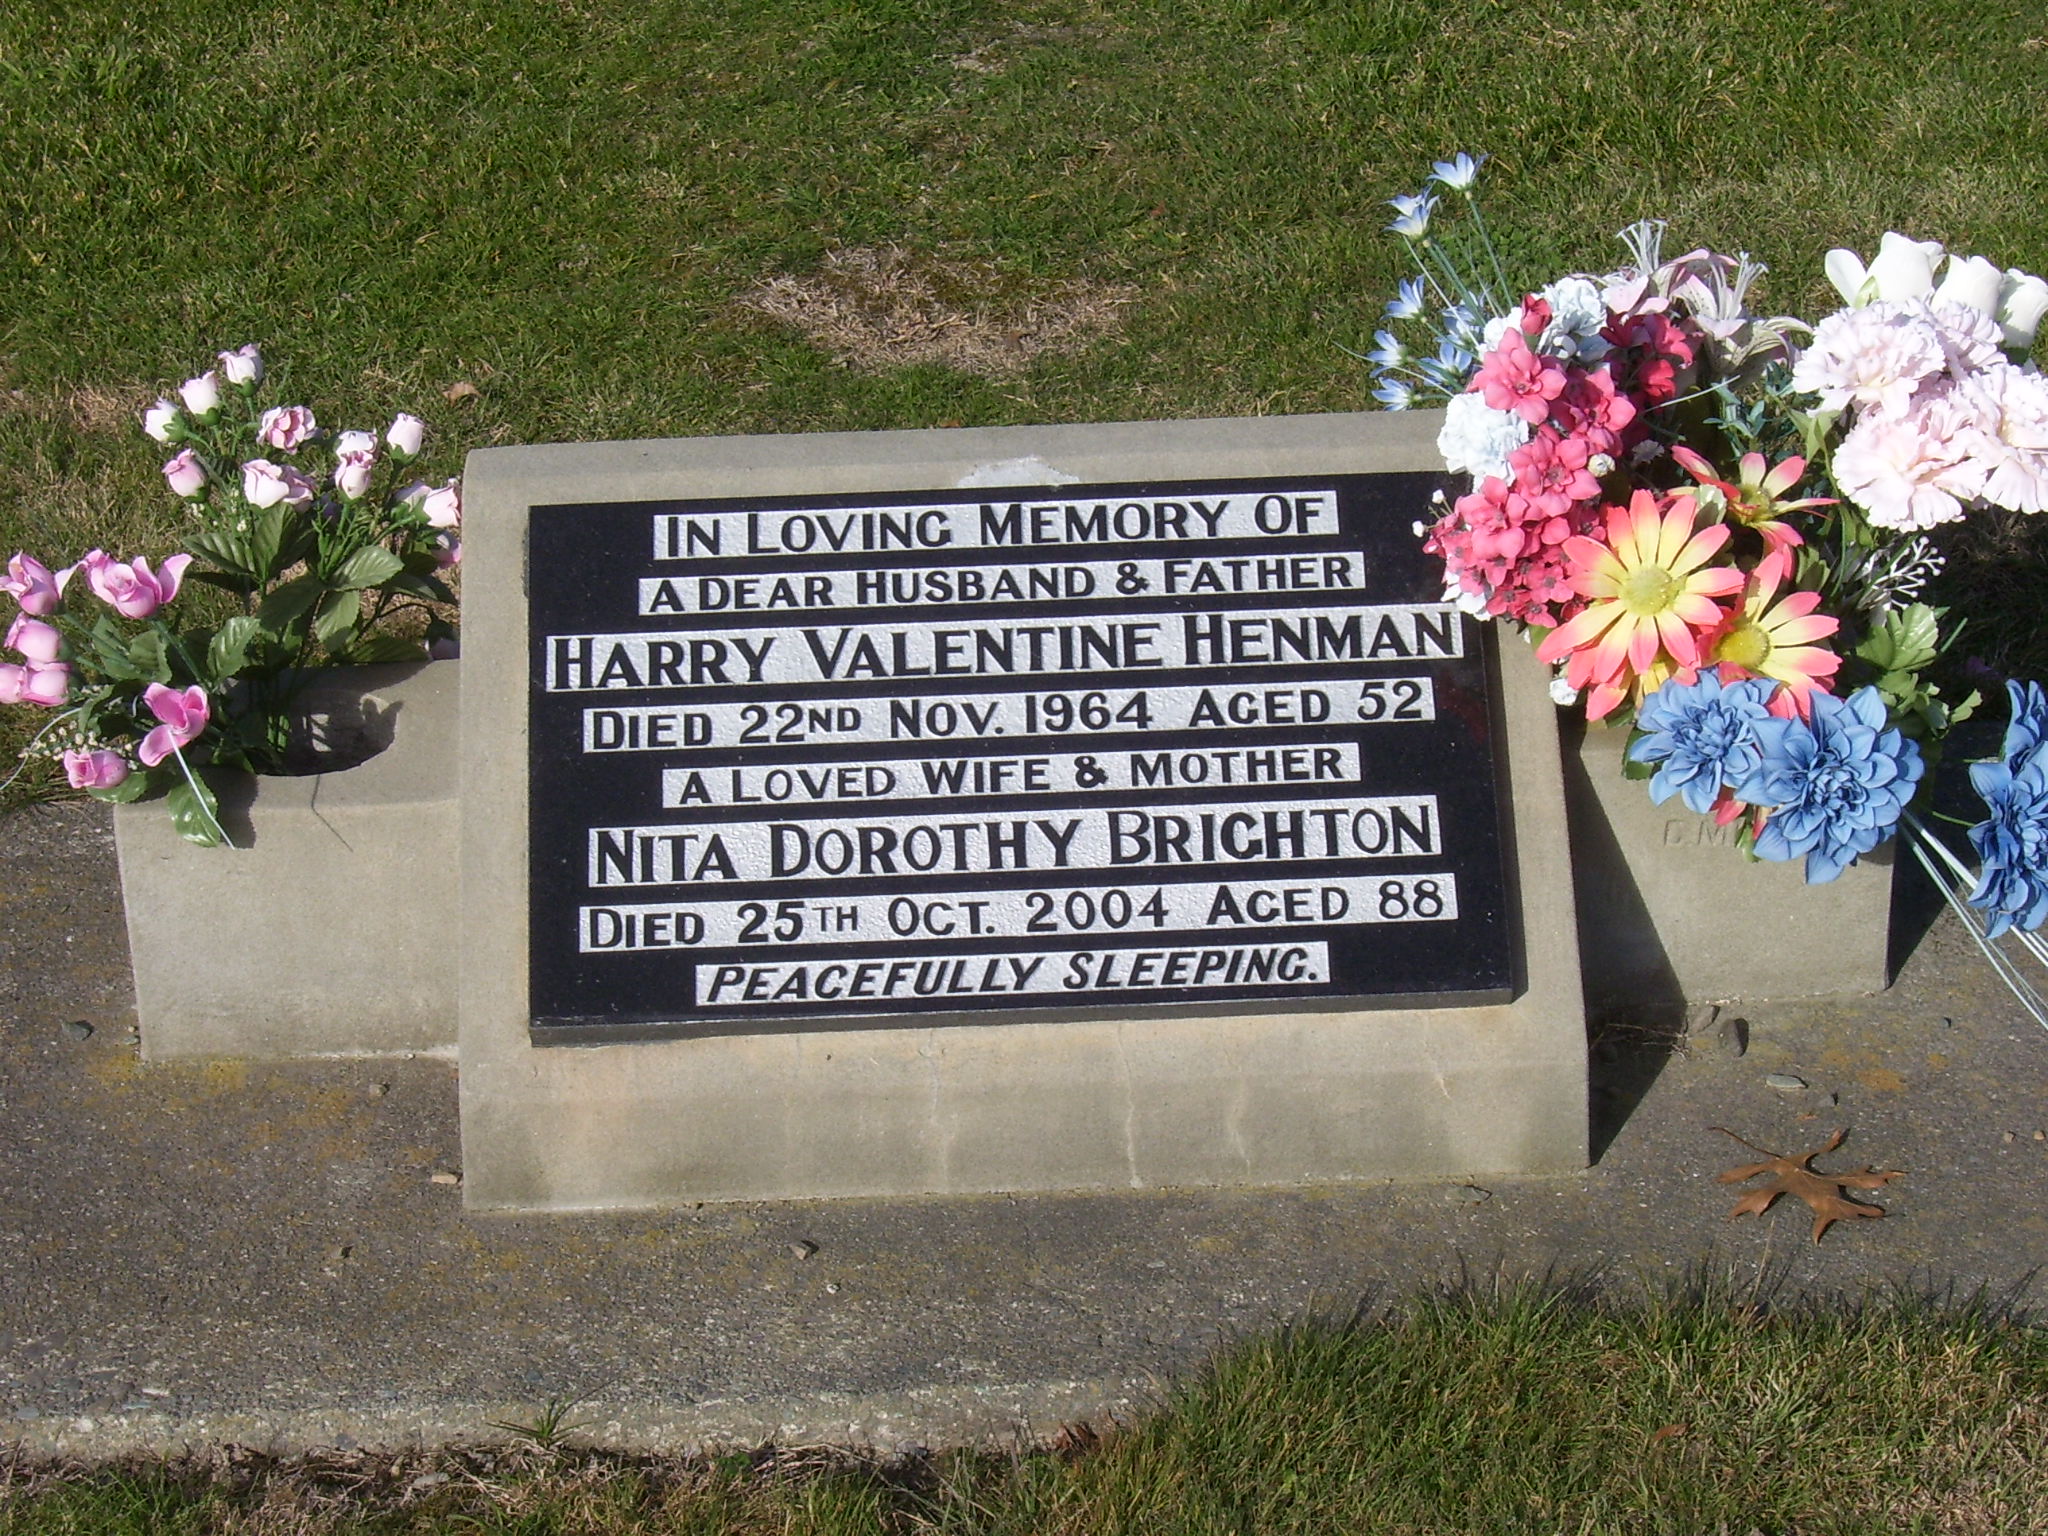 IN LOVING MEMORY OF
A DEAR HUSBAND & FATHER
HARRY VALENTINE HENMAN
DIED 22ND NOV. 1964 AGED 52
A LOVED WIFE & MOTHER
NITA DOROTHY BRIGHTON
DIED 25TH OCT. 2004 AGED 88
PEACEFULLY SLEEPING.